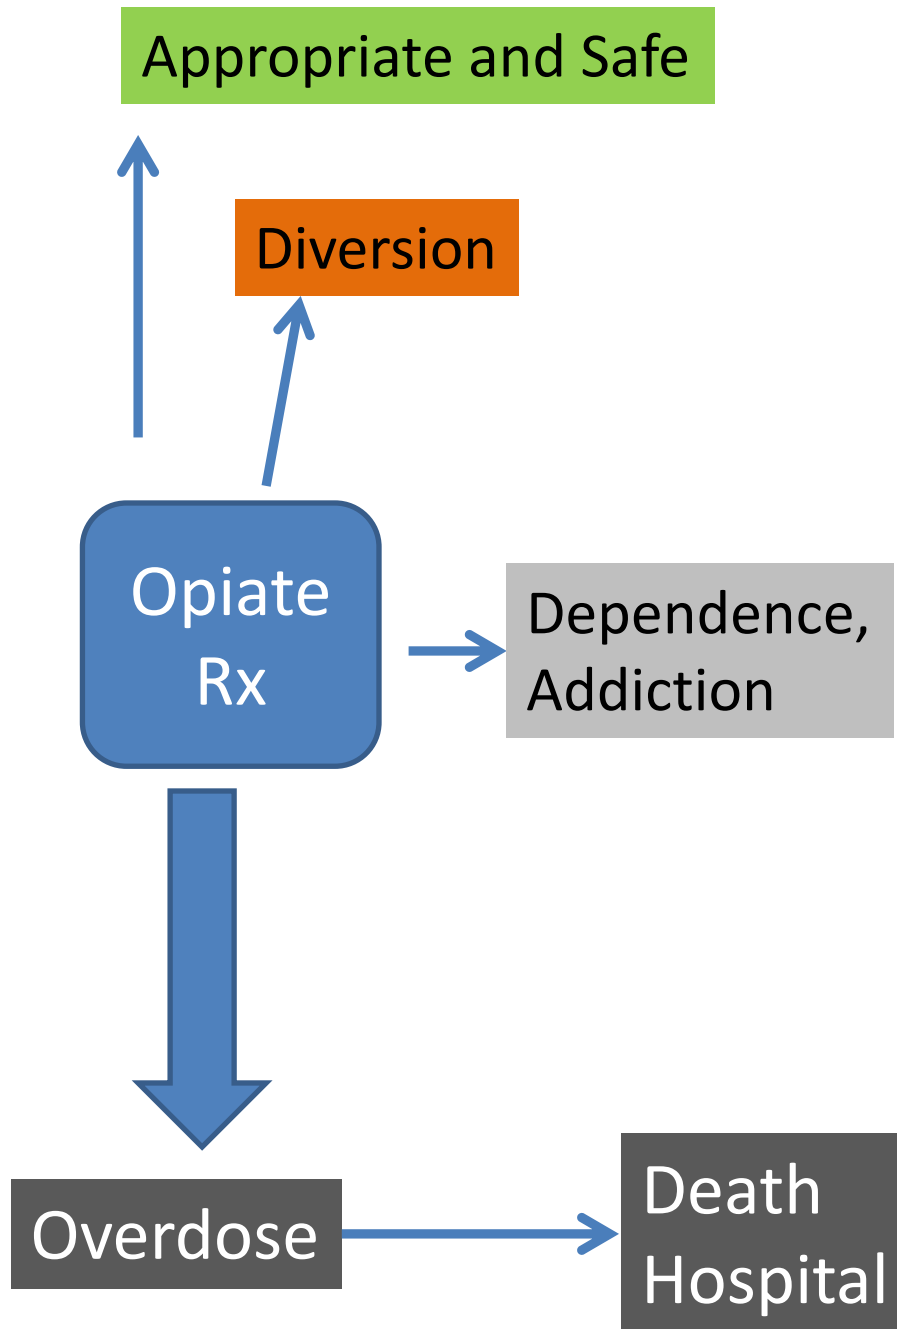 Appropriate and Safe
Diversion
Opiate
Rx
Dependence,
Addiction
Overdose
Death
Hospital